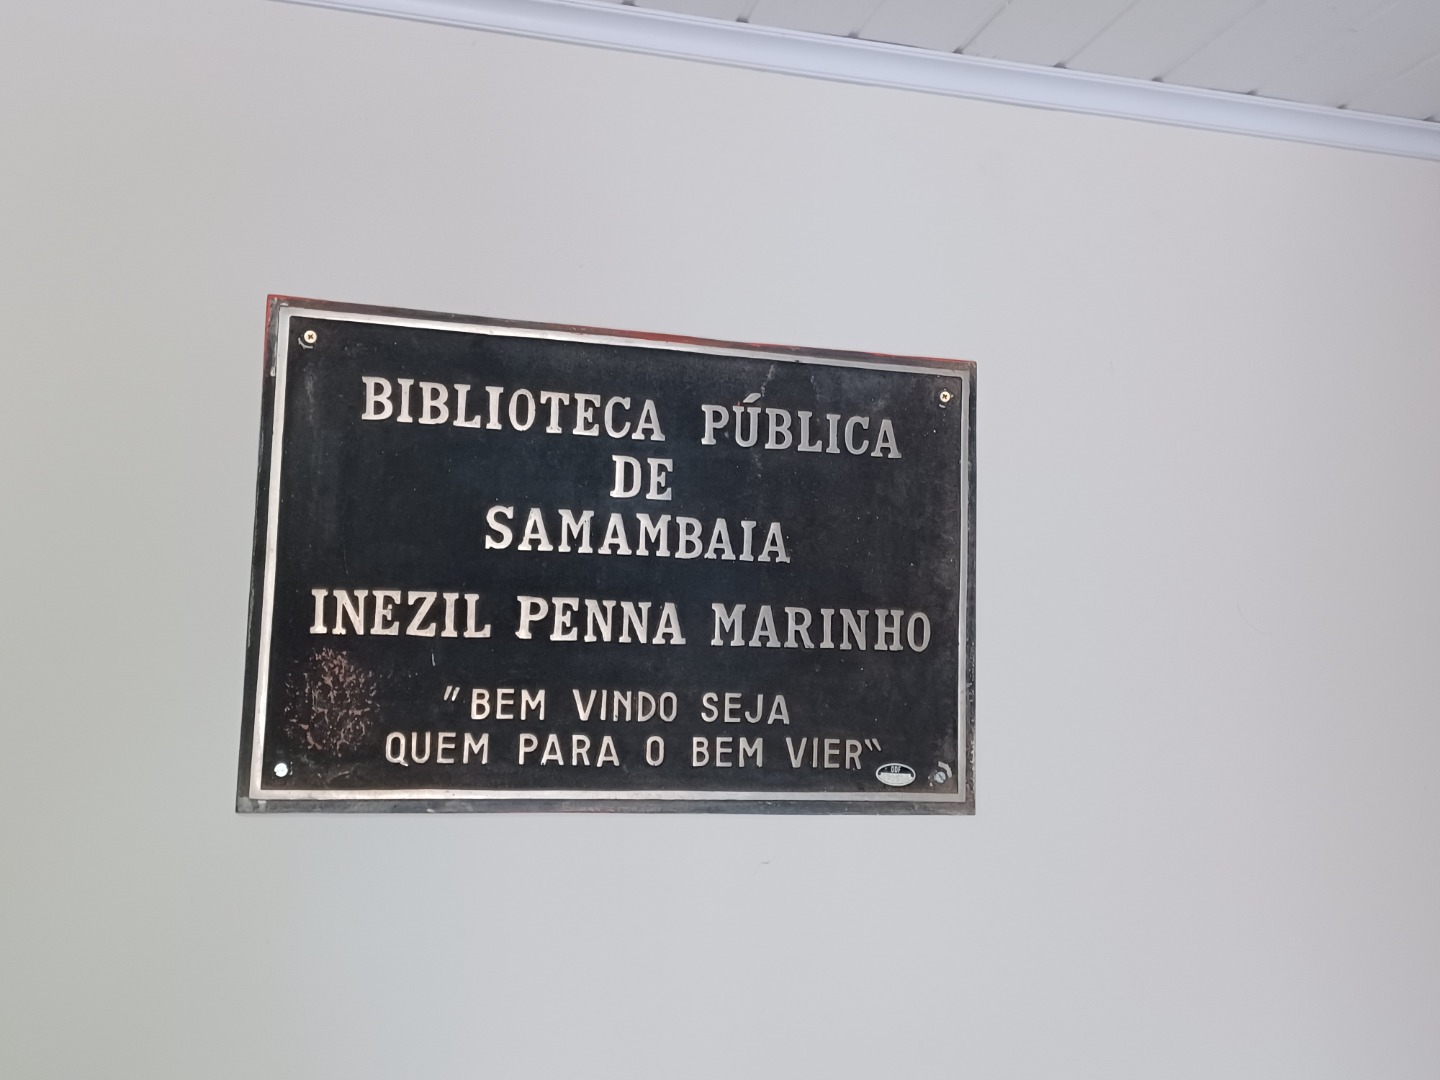 BIBLIOTECA PÚBLICA
DE
SAMAMBAIA
INEZIL PENNA MARINHO
"BEM VINDO SEJA
QUEM PARA O BEM VIER"